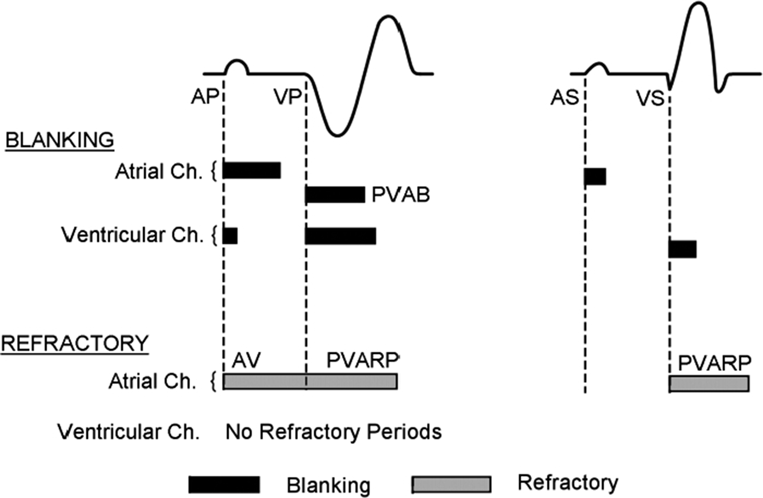 AP VP AS VS
BLANKING
Atrial Ch. {
PVAB
Ventricular Ch. {
REFRACTORY
AV PVARP PVARP
Atrial Ch. {
Ventricular Ch. No Refractory Periods
Blanking Refractory